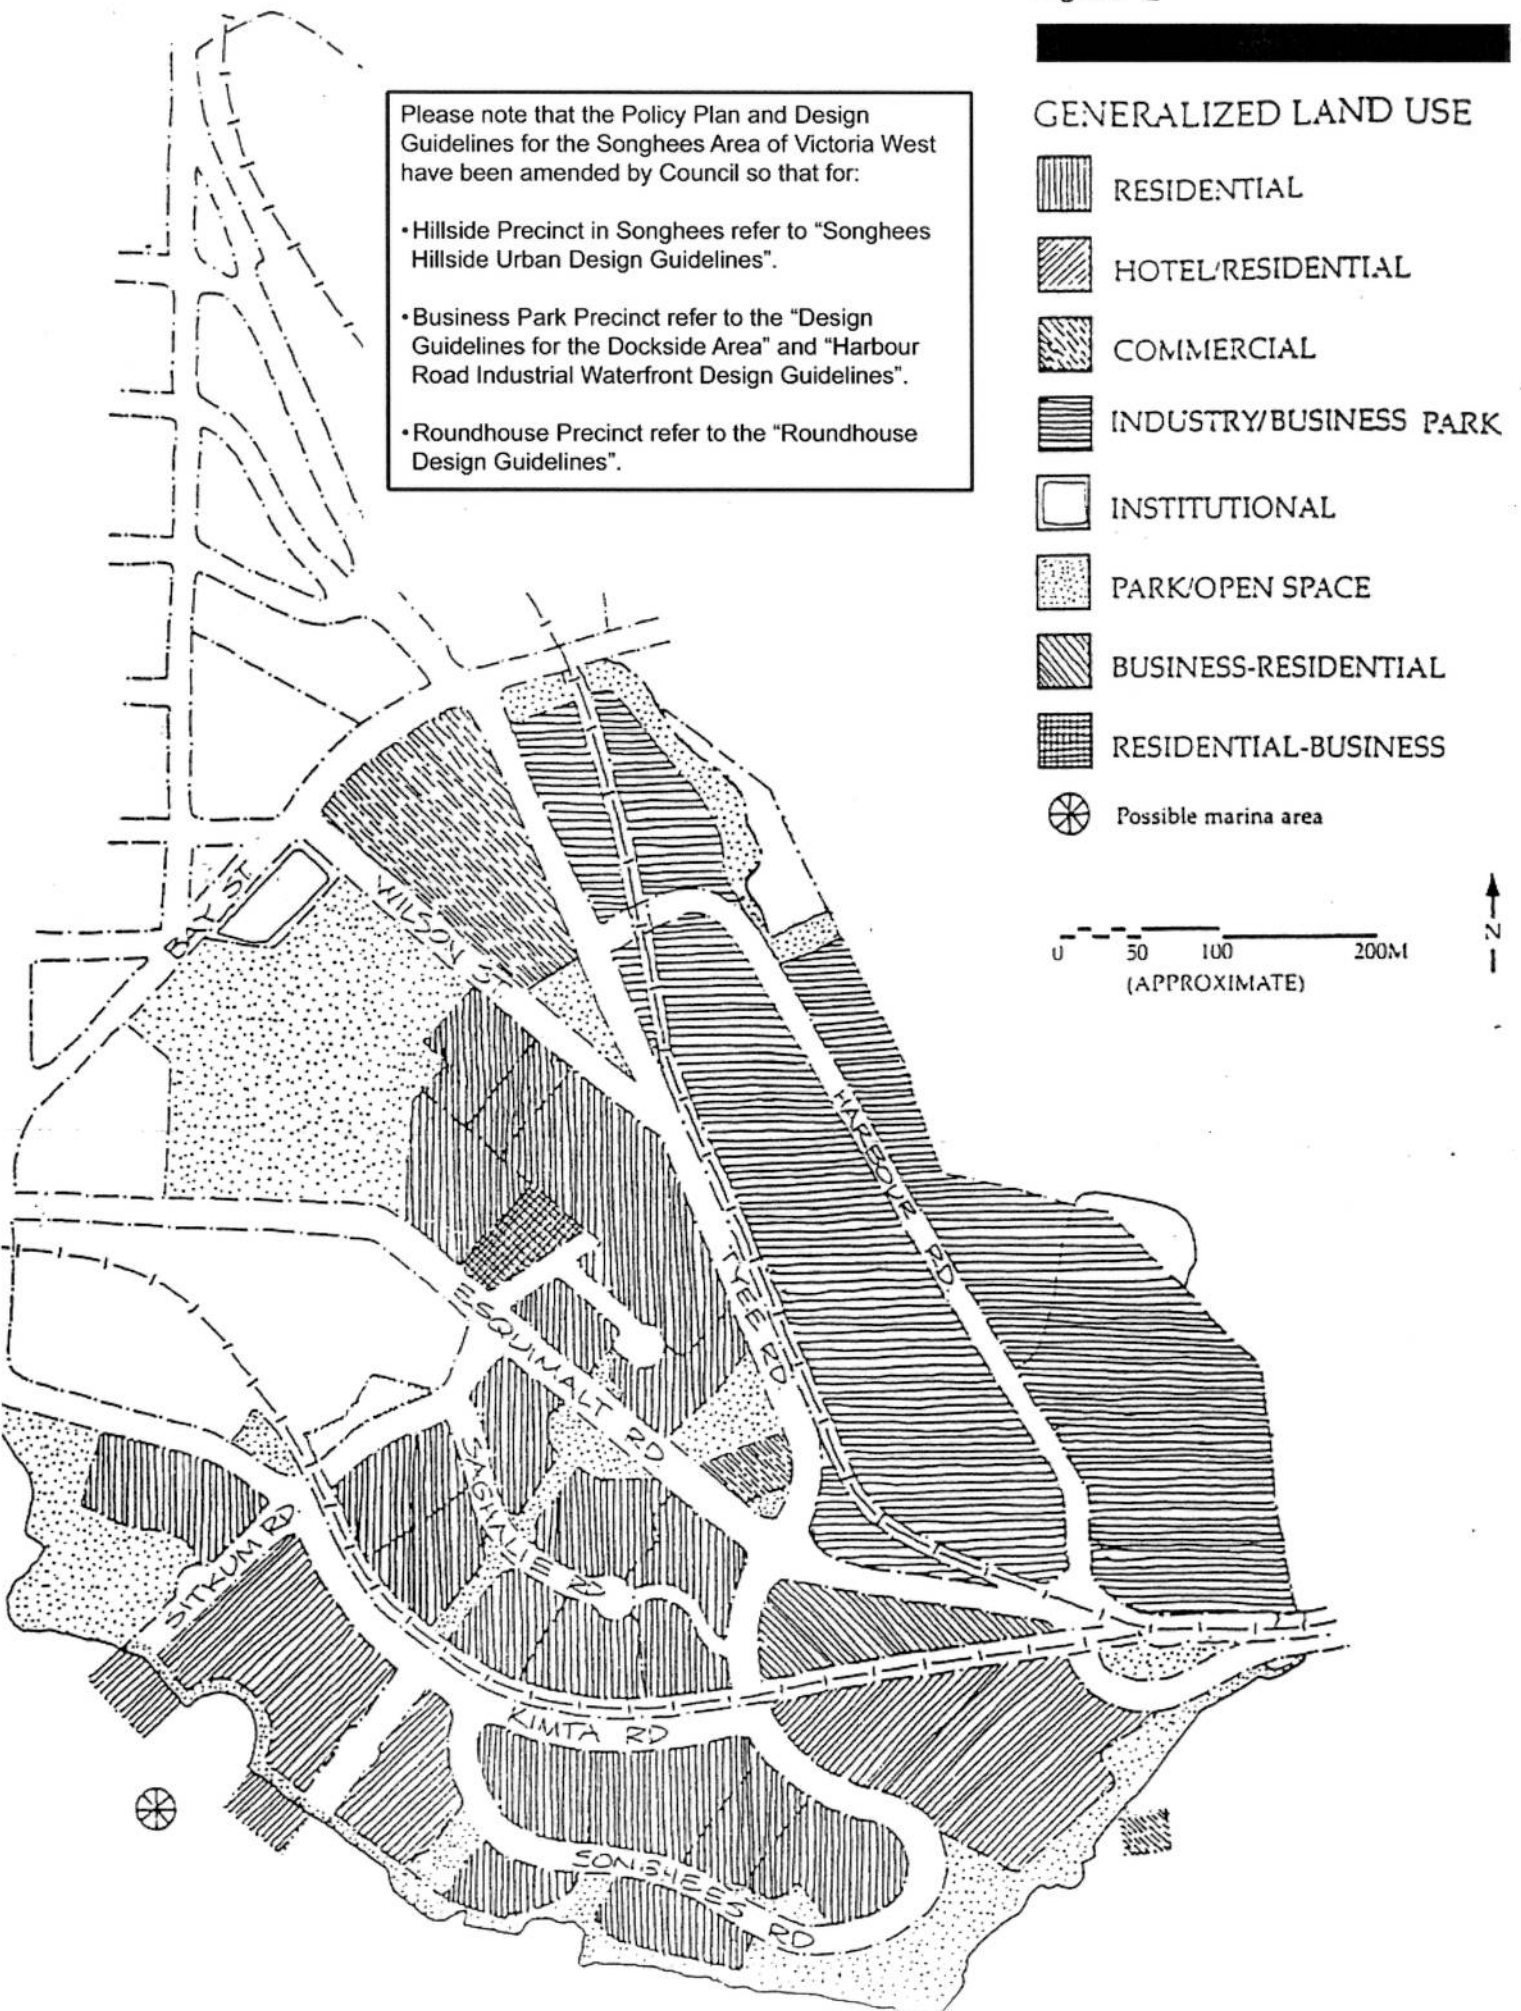 Please note that the Policy Plan and Design
Guidelines for the Songhees Area of Victoria West
have been amended by Council so that for:
•Hillside Precinct in Songhees refer to “Songhees
Hillside Urban Design Guidelines”.
•Business Park Precinct refer to the “Design
Guidelines for the Dockside Area” and “Harbour
Road Industrial Waterfront Design Guidelines”.
•Roundhouse Precinct refer to the “Roundhouse
Design Guidelines”.
GENERALIZED LAND USE
RESIDENTIAL
HOTEL/RESIDENTIAL
COMMERCIAL
INDUSTRY/BUSINESS PARK
INSTITUTIONAL
PARK/OPEN SPACE
BUSINESS-RESIDENTIAL
RESIDENTIAL-BUSINESS
Possible marina area
0 50 100 200M
(APPROXIMATE)
N
BAY ST
WILSON ST
HARBOUR RD
TYEE RD
ESQUIMALT RD
SAGHALIE RD
SITKUM RD
KIMTA RD
SONGHEES RD